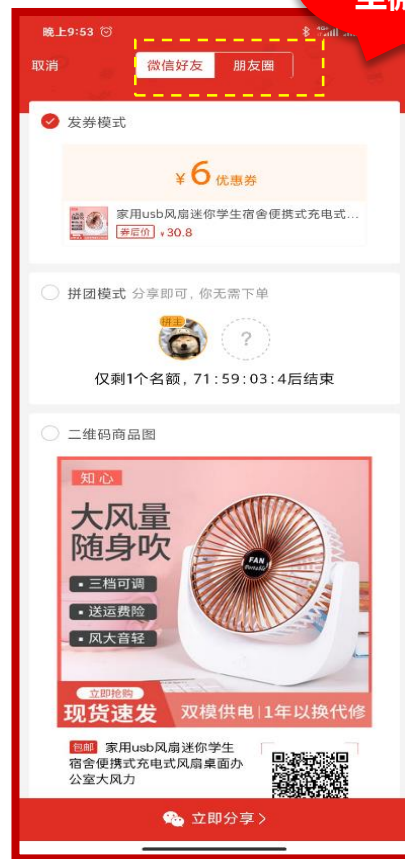 晚上9:53
取消
微信好友
朋友圈
发券模式
¥6优惠券
家用usb风扇迷你学生宿舍便携式充电式...
券后价 ¥30.8
拼团模式 分享即可,你无需下单
拼主
?
仅剩1个名额,71:59:03:4后结束
二维码商品图
知心
大风量
随身吹
▪ 三档可调
▪ 送运费险
▪ 风大音轻
FAN
Portable
立即抢购
现货速发 双模供电|1年以换代修
包邮 家用usb风扇迷你学生
宿舍便携式充电式风扇桌面办
公室大风力
立即分享>